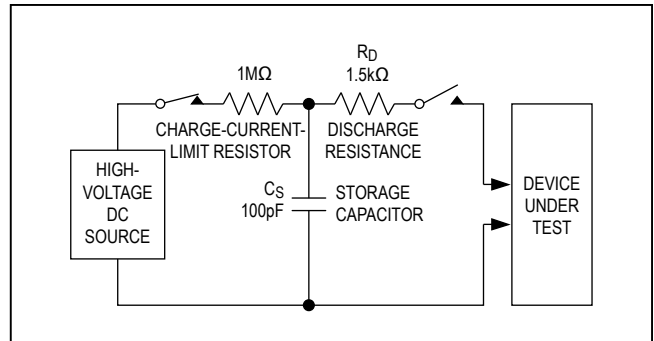 1MΩ
RD
1.5kΩ
CHARGE-CURRENT-
LIMIT RESISTOR
DISCHARGE
RESISTANCE
HIGH-
VOLTAGE
DC
SOURCE
CS
100pF
STORAGE
CAPACITOR
DEVICE
UNDER
TEST